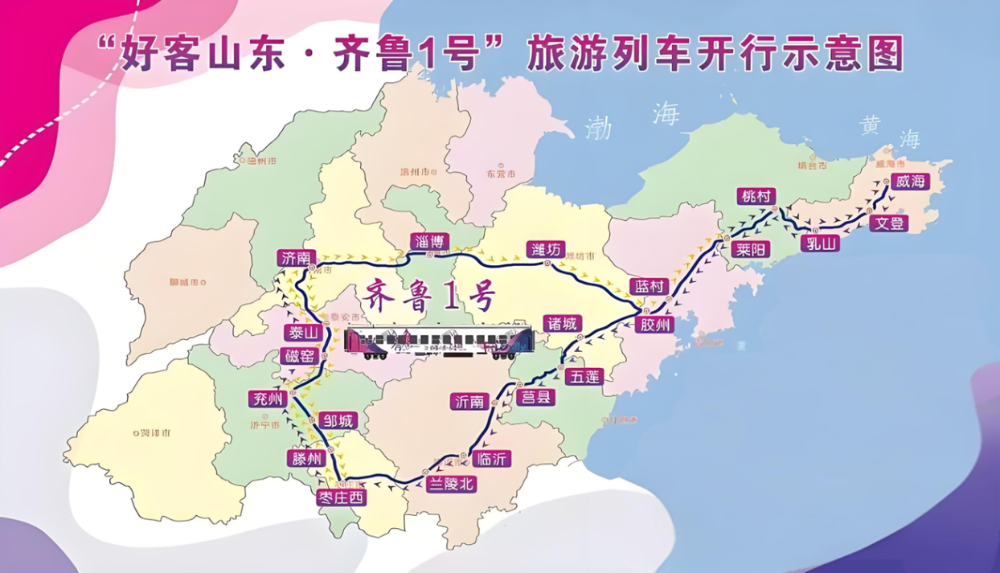 “好客山东·齐鲁1号”旅游列车开行示意图
渤海
黄海
德州市
滨州市
东营市
烟台市
威海市
威海
桃村
文登
乳山
莱阳
淄博
潍坊
潍坊市
济南
聊城市
齐鲁1号
蓝村
胶州
泰安市
泰山
诸城
磁窑
五莲
兖州
莒县
沂南
济宁市
邹城
菏泽市
滕州
临沂
兰陵北
枣庄西